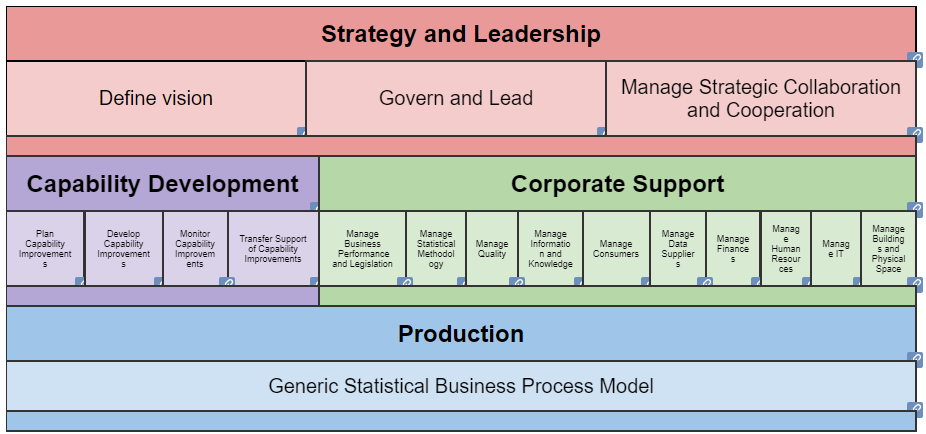 Strategy and Leadership
Define vision
Govern and Lead
Manage Strategic Collaboration
and Cooperation
Capability Development
Corporate Support
Plan
Capability
Improvement
s
Develop
Capability
Improvement
s
Monitor
Capability
Improvem
ents
Transfer Support
of Capability
Improvements
Manage
Business
Performance
and Legislation
Manage
Statistical
Methodol
ogy
Manage
Quality
Manage
Informatio
n and
Knowledge
Manage
Consumers
Manage
Data
Supplier
s
Manage
Finance
s
Manag
e
Human
Resour
ces
Manag
e IT
Manage
Building
s and
Physical
Space
Production
Generic Statistical Business Process Model